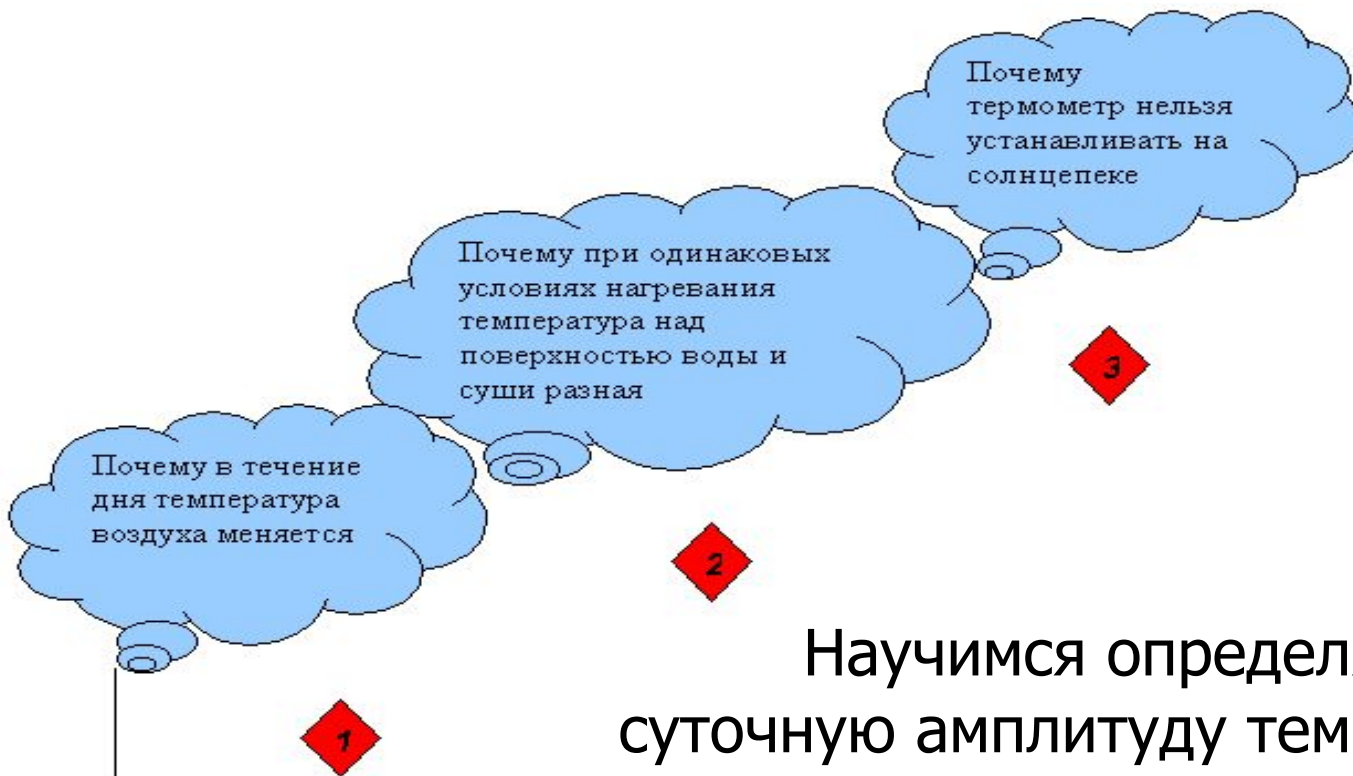 Почему
термометр нельзя
устанавливать на
солнцепеке
Почему при одинаковых
условиях нагревания
температура над
поверхностью воды и
суши разная
3
Почему в течение
дня температура
воздуха меняется
2
Научимся определ
суточную амплитуду тем
1